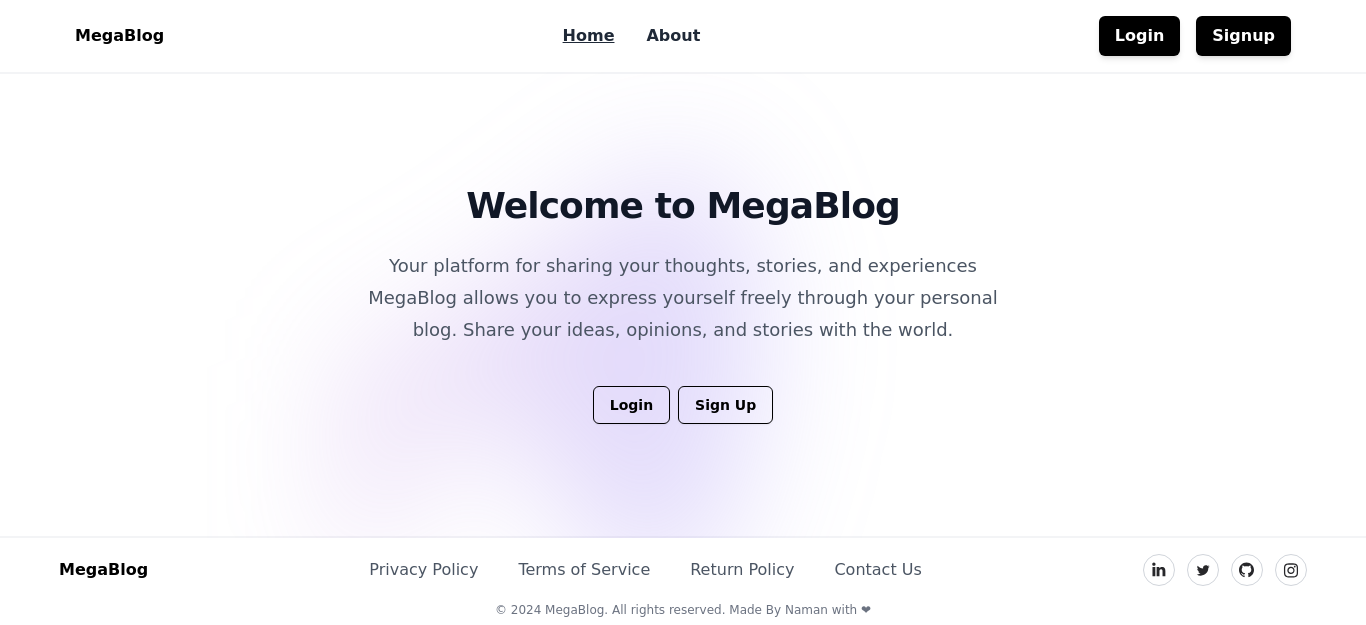 MegaBlog
Home About
Login Signup
Welcome to MegaBlog
Your platform for sharing your thoughts, stories, and experiences
MegaBlog allows you to express yourself freely through your personal
blog. Share your ideas, opinions, and stories with the world.
Login Sign Up
MegaBlog
Privacy Policy Terms of Service Return Policy Contact Us
© 2024 MegaBlog. All rights reserved. Made By Naman with ❤